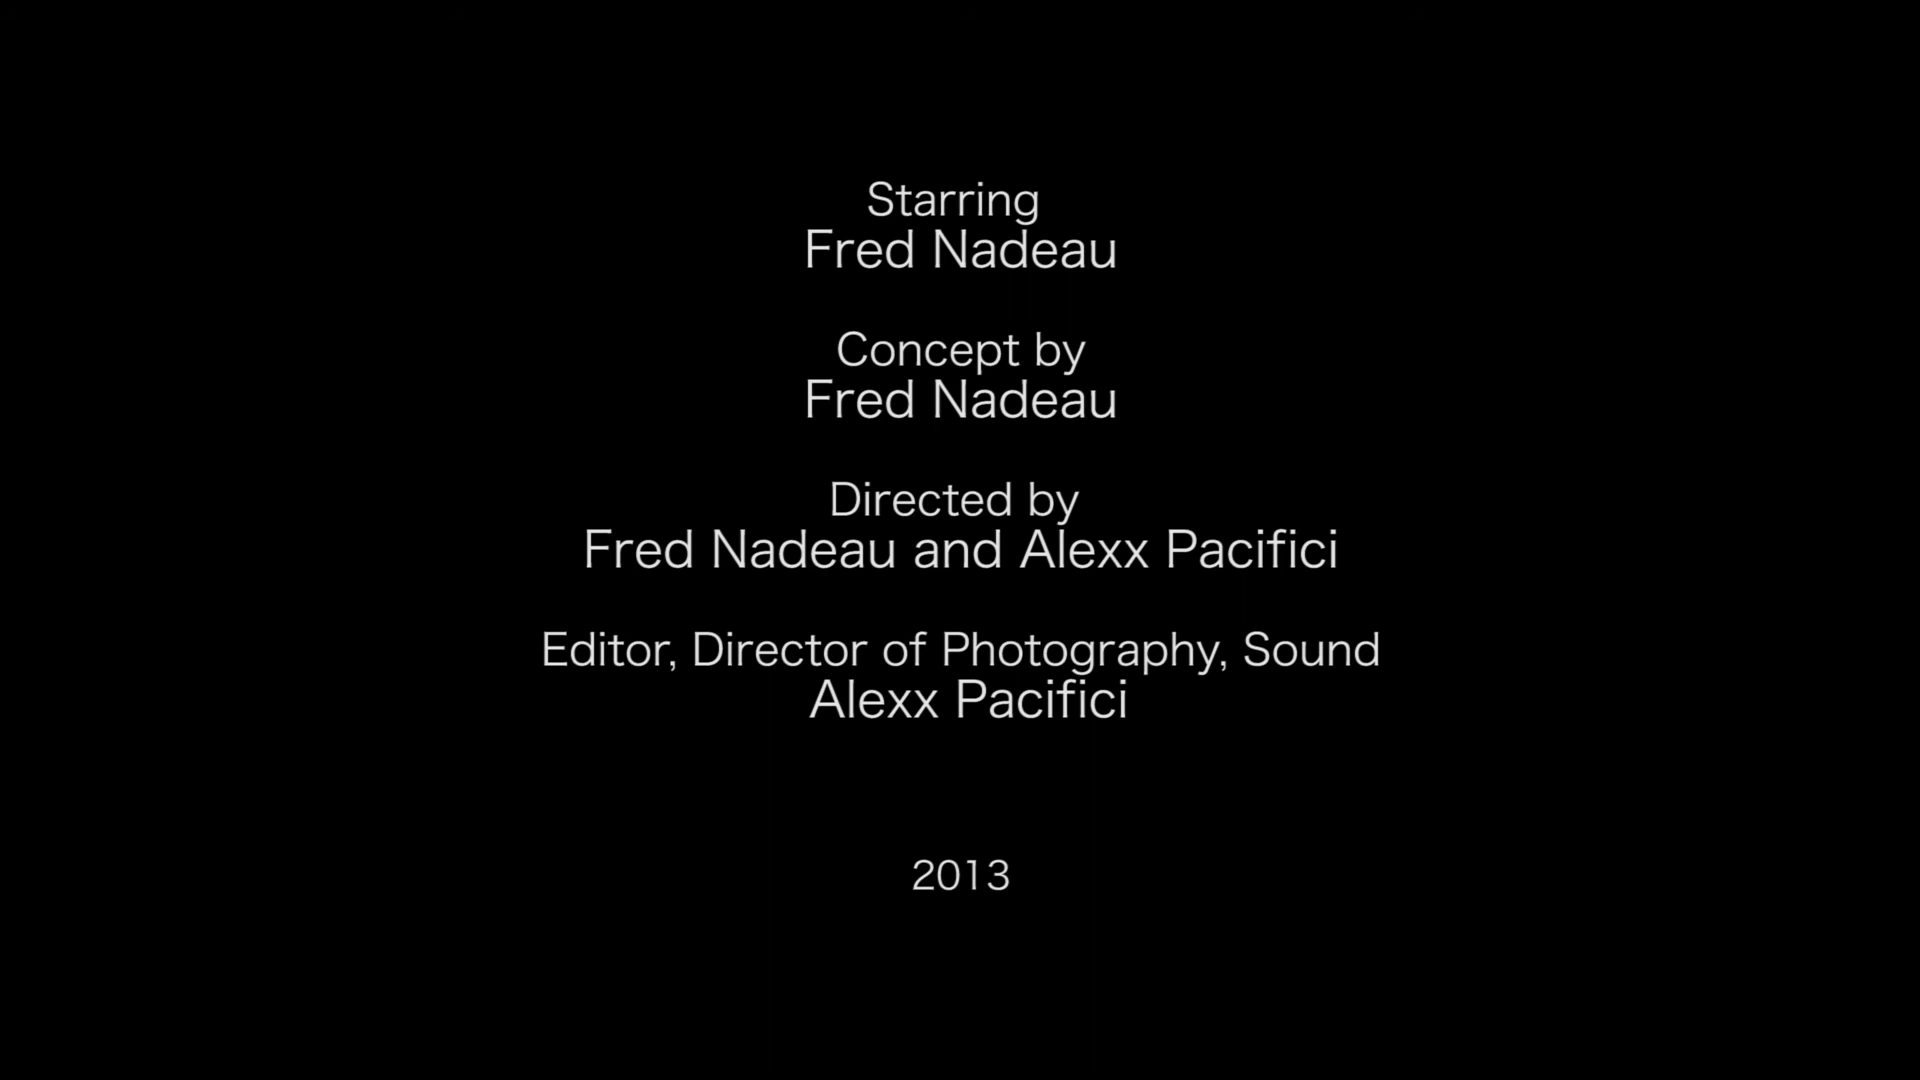 Starring
Fred Nadeau
Concept by
Fred Nadeau
Directed by
Fred Nadeau and Alexx Pacifici
Editor, Director of Photography, Sound
Alexx Pacifici
2013